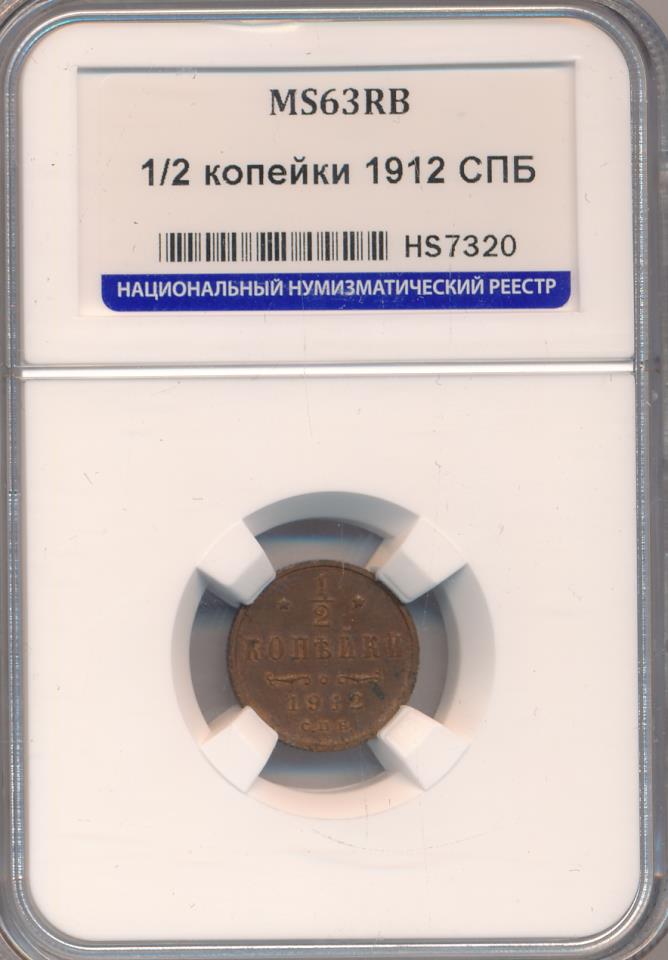 MS63RB
1/2 копейки 1912 СПБ
HS7320
НАЦИОНАЛЬНЫЙ НУМИЗМАТИЧЕСКИЙ РЕЕСТР
1
2
КОПѢЙКИ
1912
С.П.Б.